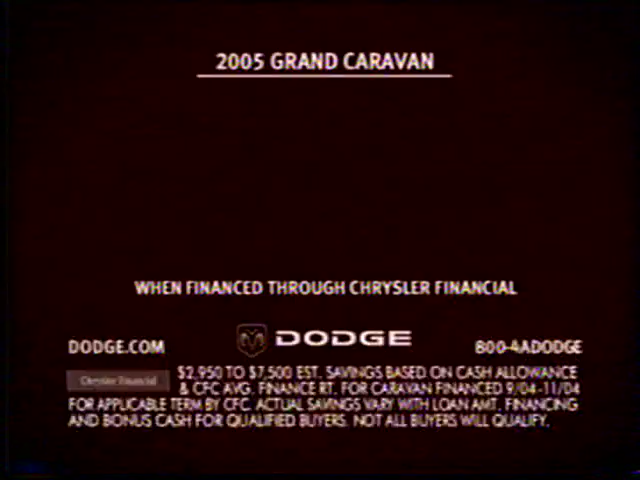 2005 GRAND CARAVAN
WHEN FINANCED THROUGH CHRYSLER FINANCIAL
DODGE.COM
DODGE
800-4ADODGE
Chrysler Financial
$2,950 TO $7,500 EST. SAVINGS BASED ON CASH ALLOWANCE
& CFC AVG. FINANCE RT. FOR CARAVAN FINANCED 9/04-11/04
FOR APPLICABLE TERM BY CFC. ACTUAL SAVINGS VARY WITH LOAN AMT. FINANCING
AND BONUS CASH FOR QUALIFIED BUYERS. NOT ALL BUYERS WILL QUALIFY.